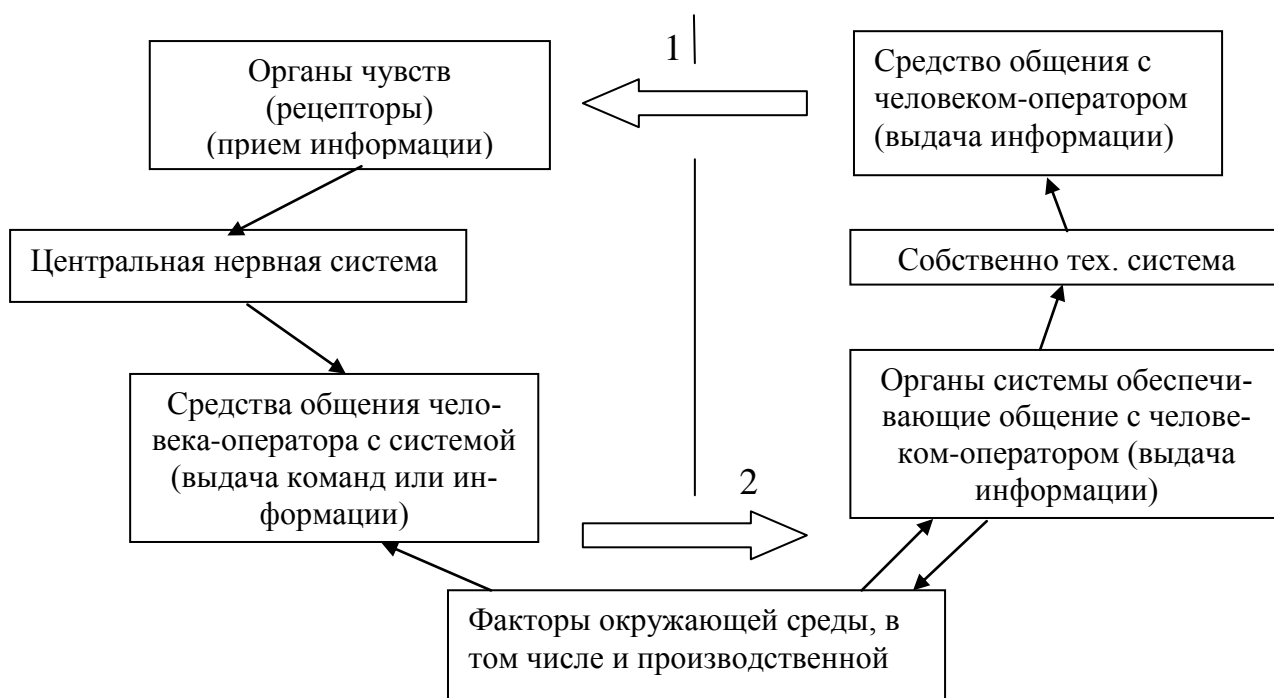 1
Органы чувств
(рецепторы)
(прием информации)
Средство общения с
человеком-оператором
(выдача информации)
Центральная нервная система
Собственно тех. система
Средства общения чело-
века-оператора с системой
(выдача команд или ин-
формации)
Органы системы обеспечи-
вающие общение с челове-
ком-оператором (выдача
информации)
2
Факторы окружающей среды, в
том числе и производственной